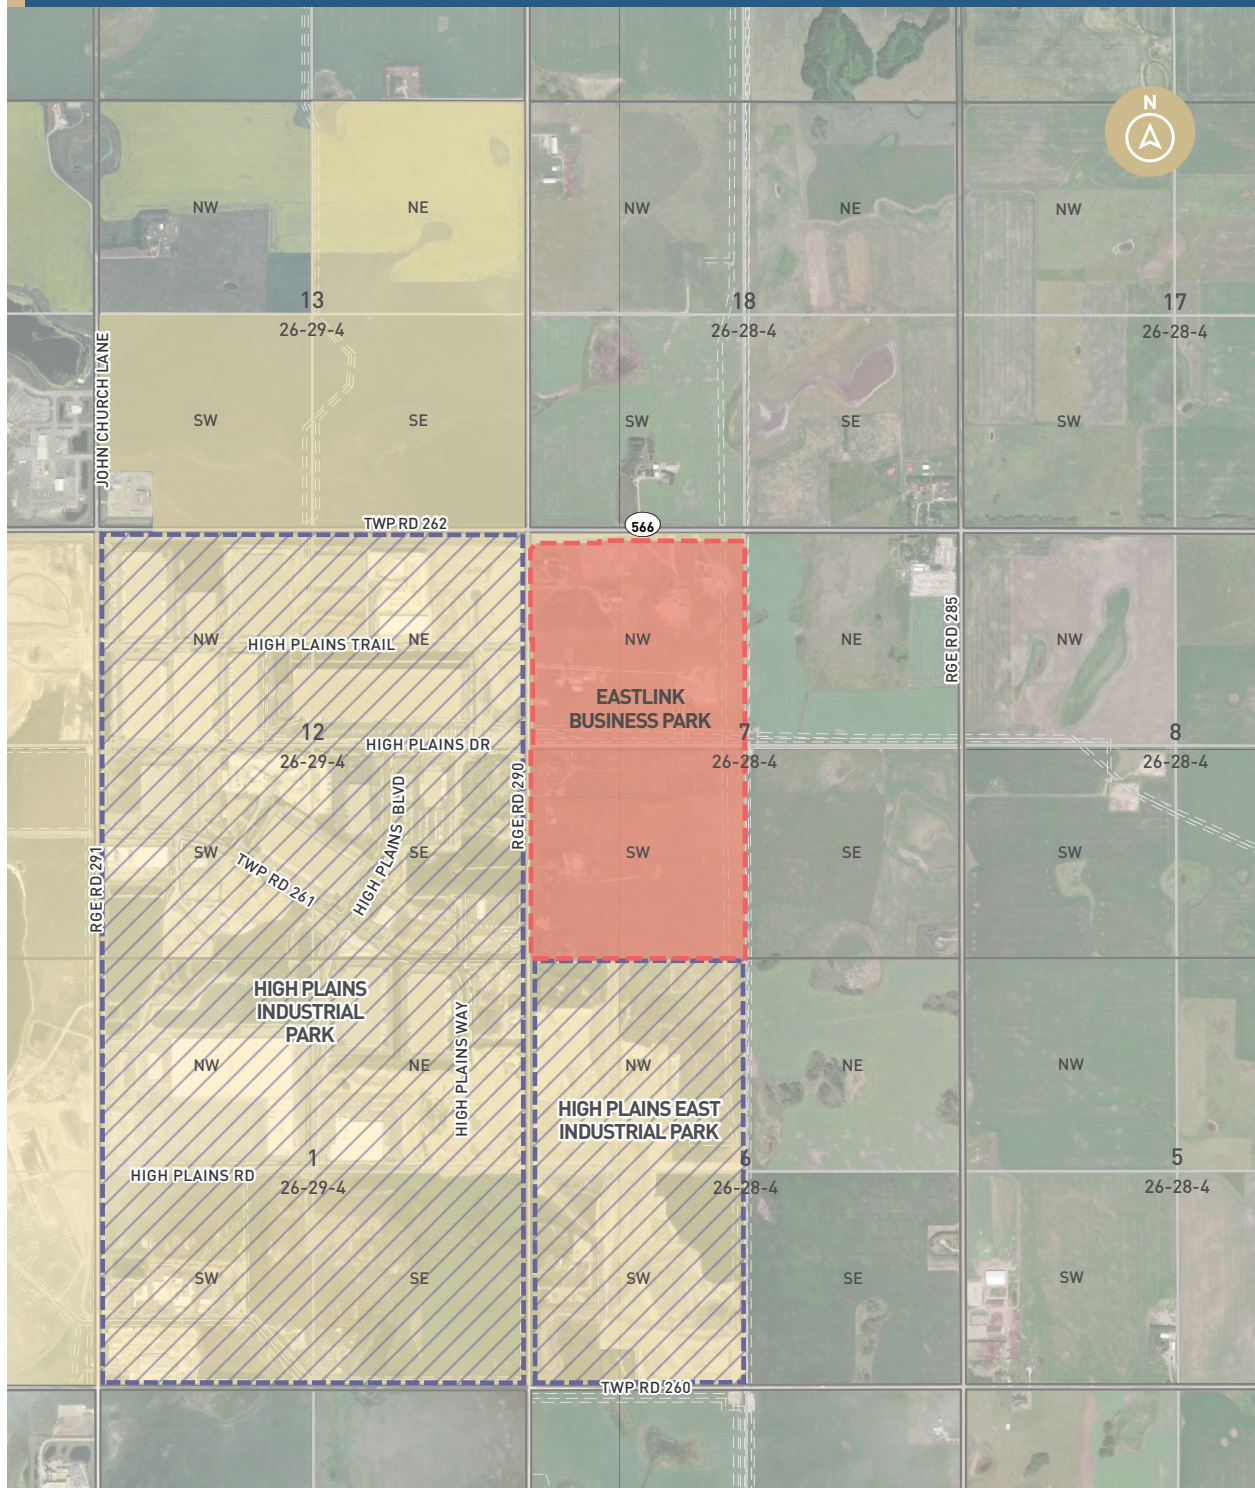 N
NW
NE
NW
NE
NW
13
26-29-4
18
26-28-4
17
26-28-4
JOHN CHURCH LANE
SW
SE
SW
SE
SW
TWP RD 262
566
NW
HIGH PLAINS TRAIL
NE
NW
NE
RGE RD 285
NW
EASTLINK
BUSINESS PARK
12
26-29-4
HIGH PLAINS DR
7
26-28-4
8
26-28-4
RGE RD 290
HIGH PLAINS BLVD
RGE RD 291
SW
TWP RD 261
SE
SW
SE
SW
HIGH PLAINS
INDUSTRIAL
PARK
HIGH PLAINS WAY
NW
NE
NW
NE
NW
HIGH PLAINS EAST
INDUSTRIAL PARK
HIGH PLAINS RD
1
26-29-4
6
26-28-4
5
26-28-4
SW
SE
SW
SE
SW
TWP RD 260